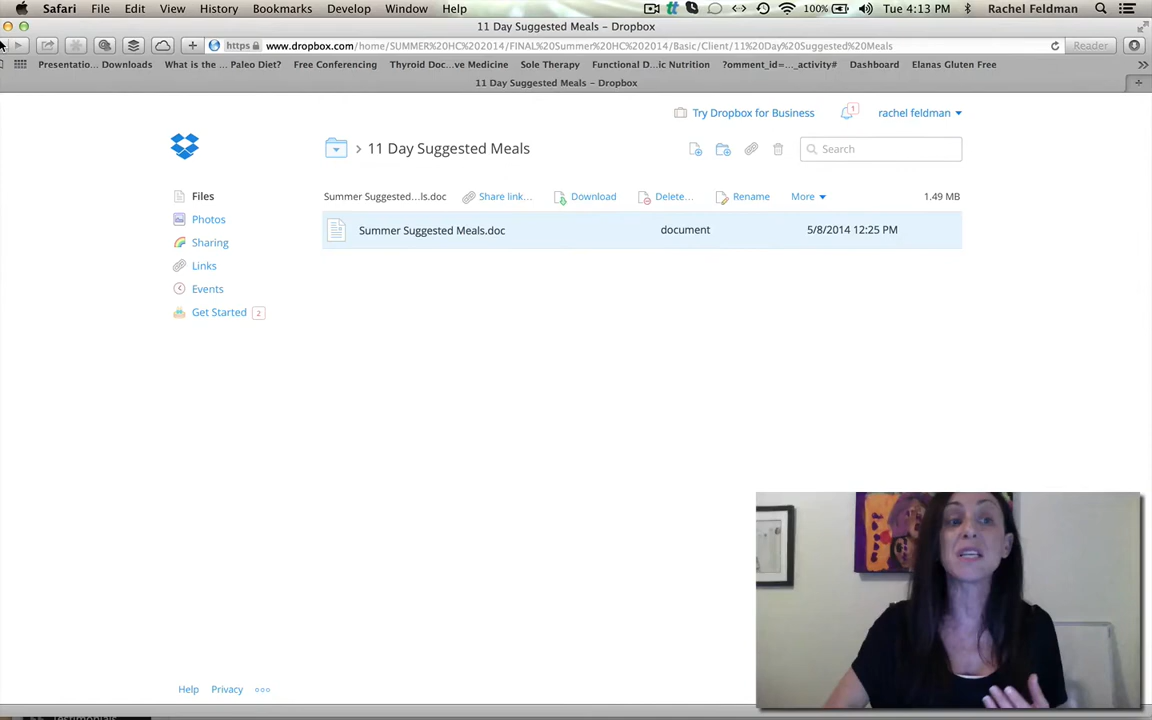 Safari File Edit View History Bookmarks Develop Window Help 100% Tue 4:13 PM Rachel Feldman
11 Day Suggested Meals – Dropbox
https www.dropbox.com/home/SUMMER%20HC%202014/FINAL%20Summer%20HC%202014/Basic/Client/11%20Day%20Suggested%20Meals Reader
Presentatio... Downloads What is the ... Paleo Diet? Free Conferencing Thyroid Doc...ve Medicine Sole Therapy Functional D...ic Nutrition ?omment_id=..._activity# Dashboard Elanas Gluten Free
11 Day Suggested Meals – Dropbox
Try Dropbox for Business 1 rachel feldman
11 Day Suggested Meals Search
Summer Suggested...ls.doc Share link... Download Delete... Rename More 1.49 MB
Summer Suggested Meals.doc document 5/8/2014 12:25 PM
Files
Photos
Sharing
Links
Events
Get Started 2
Help Privacy